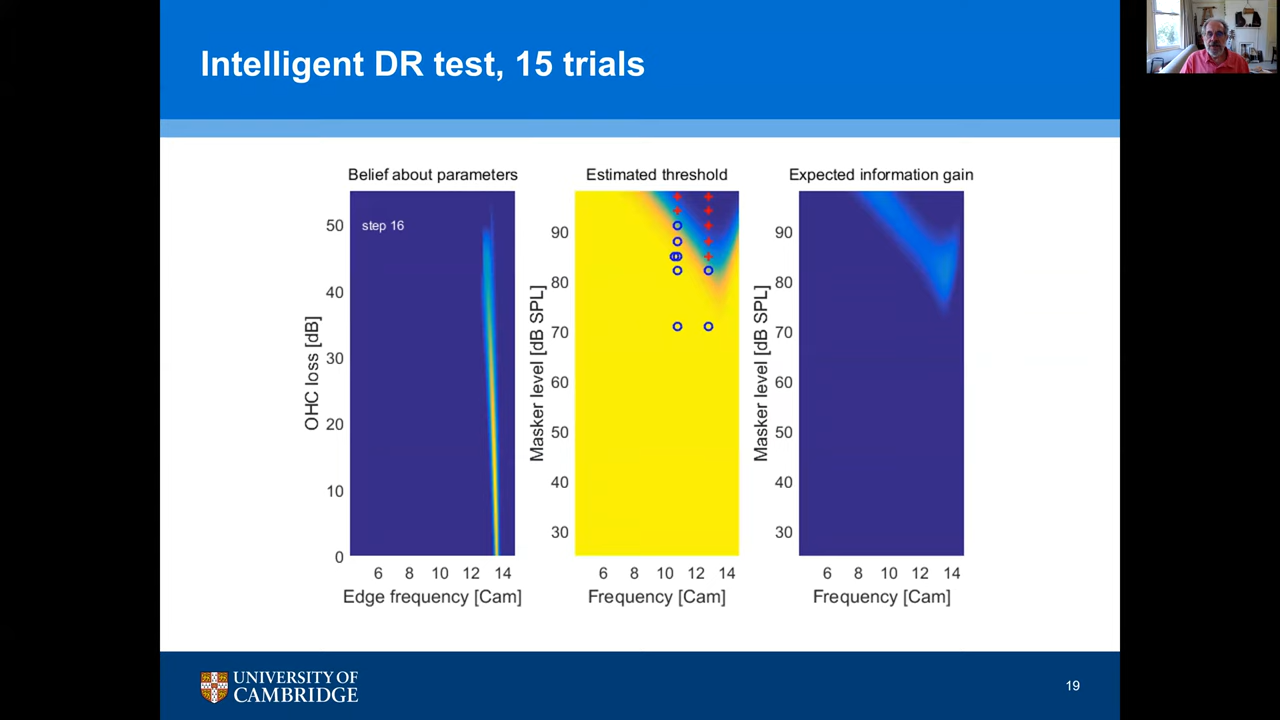 Intelligent DR test, 15 trials
Belief about parameters
step 16
50
40
30
20
10
0
OHC loss [dB]
6 8 10 12 14
Edge frequency [Cam]
Estimated threshold
90
80
70
60
50
40
30
Masker level [dB SPL]
6 8 10 12 14
Frequency [Cam]
Expected information gain
90
80
70
60
50
40
30
Masker level [dB SPL]
6 8 10 12 14
Frequency [Cam]
UNIVERSITY OF
CAMBRIDGE
19